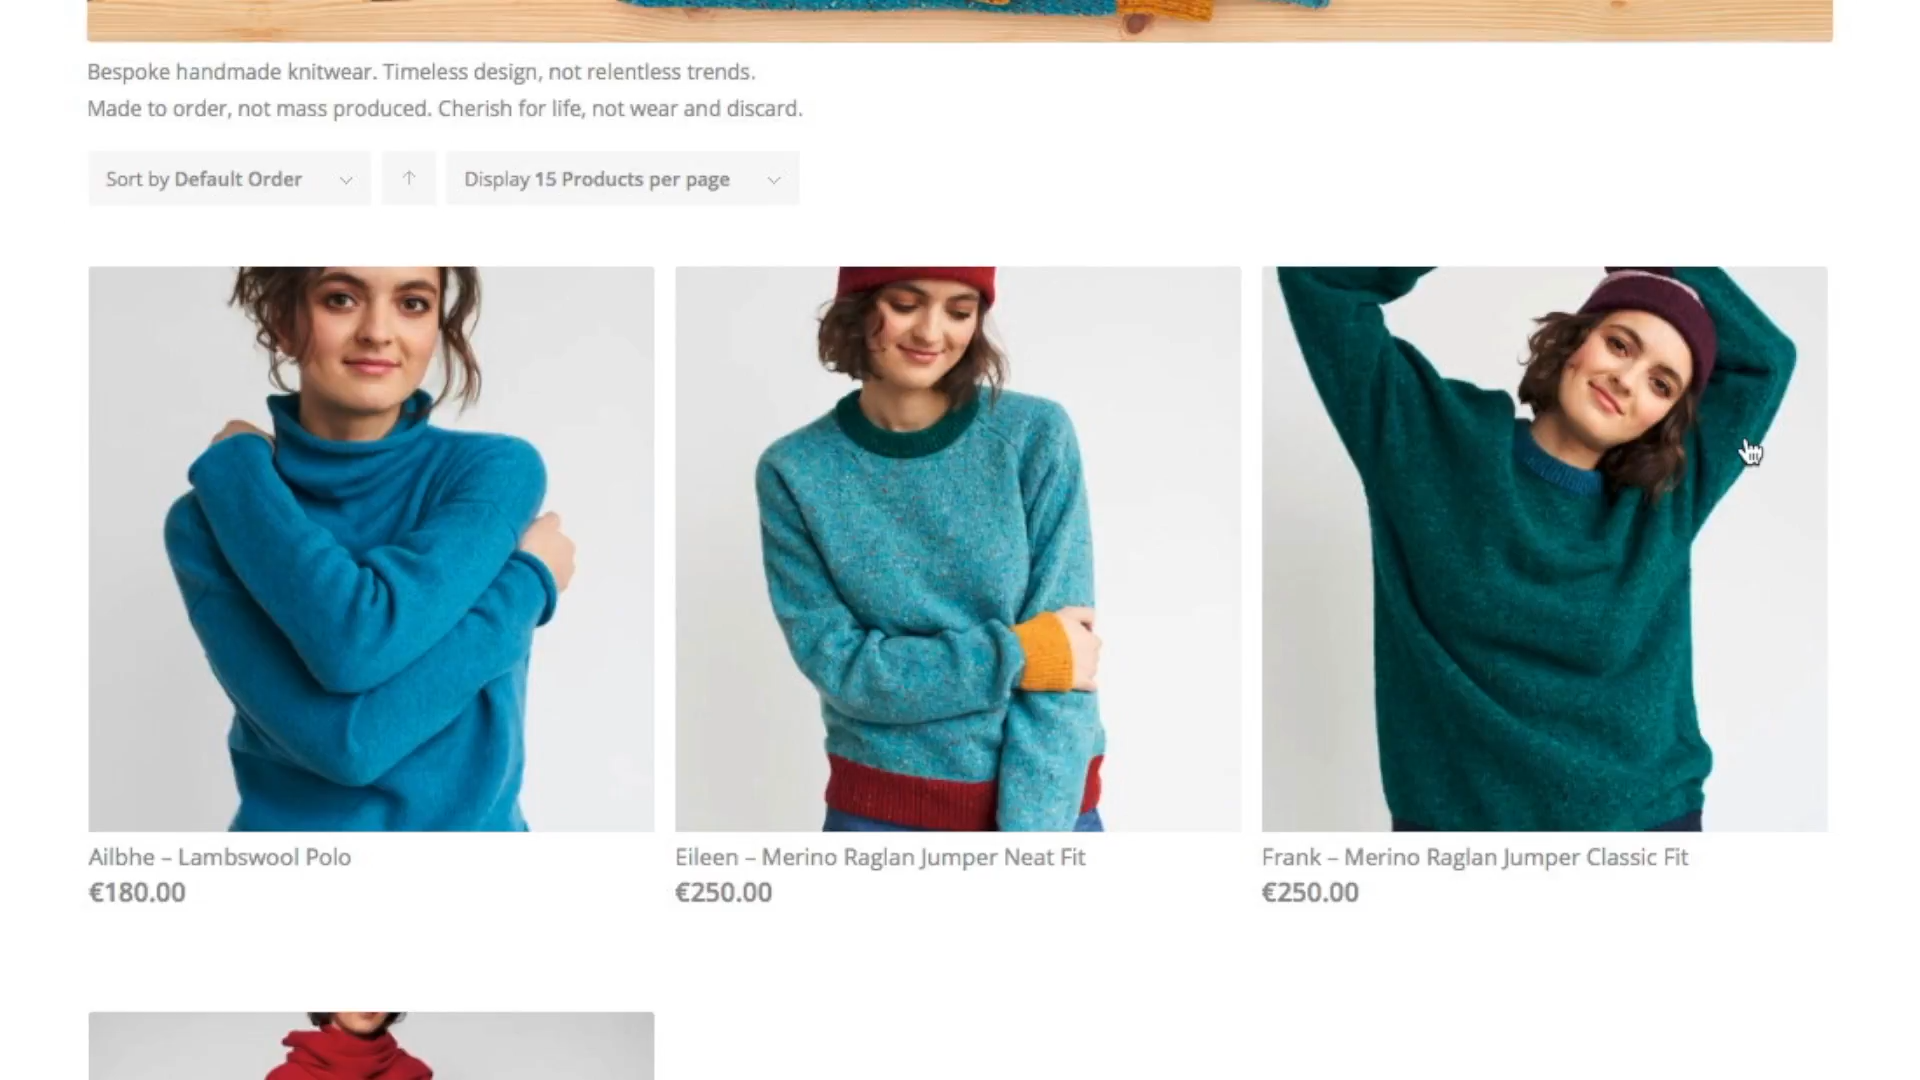 Bespoke handmade knitwear. Timeless design, not relentless trends.
Made to order, not mass produced. Cherish for life, not wear and discard.
Sort by Default Order
Display 15 Products per page
Ailbhe – Lambswool Polo
Eileen – Merino Raglan Jumper Neat Fit
Frank – Merino Raglan Jumper Classic Fit
€180.00
€250.00
€250.00